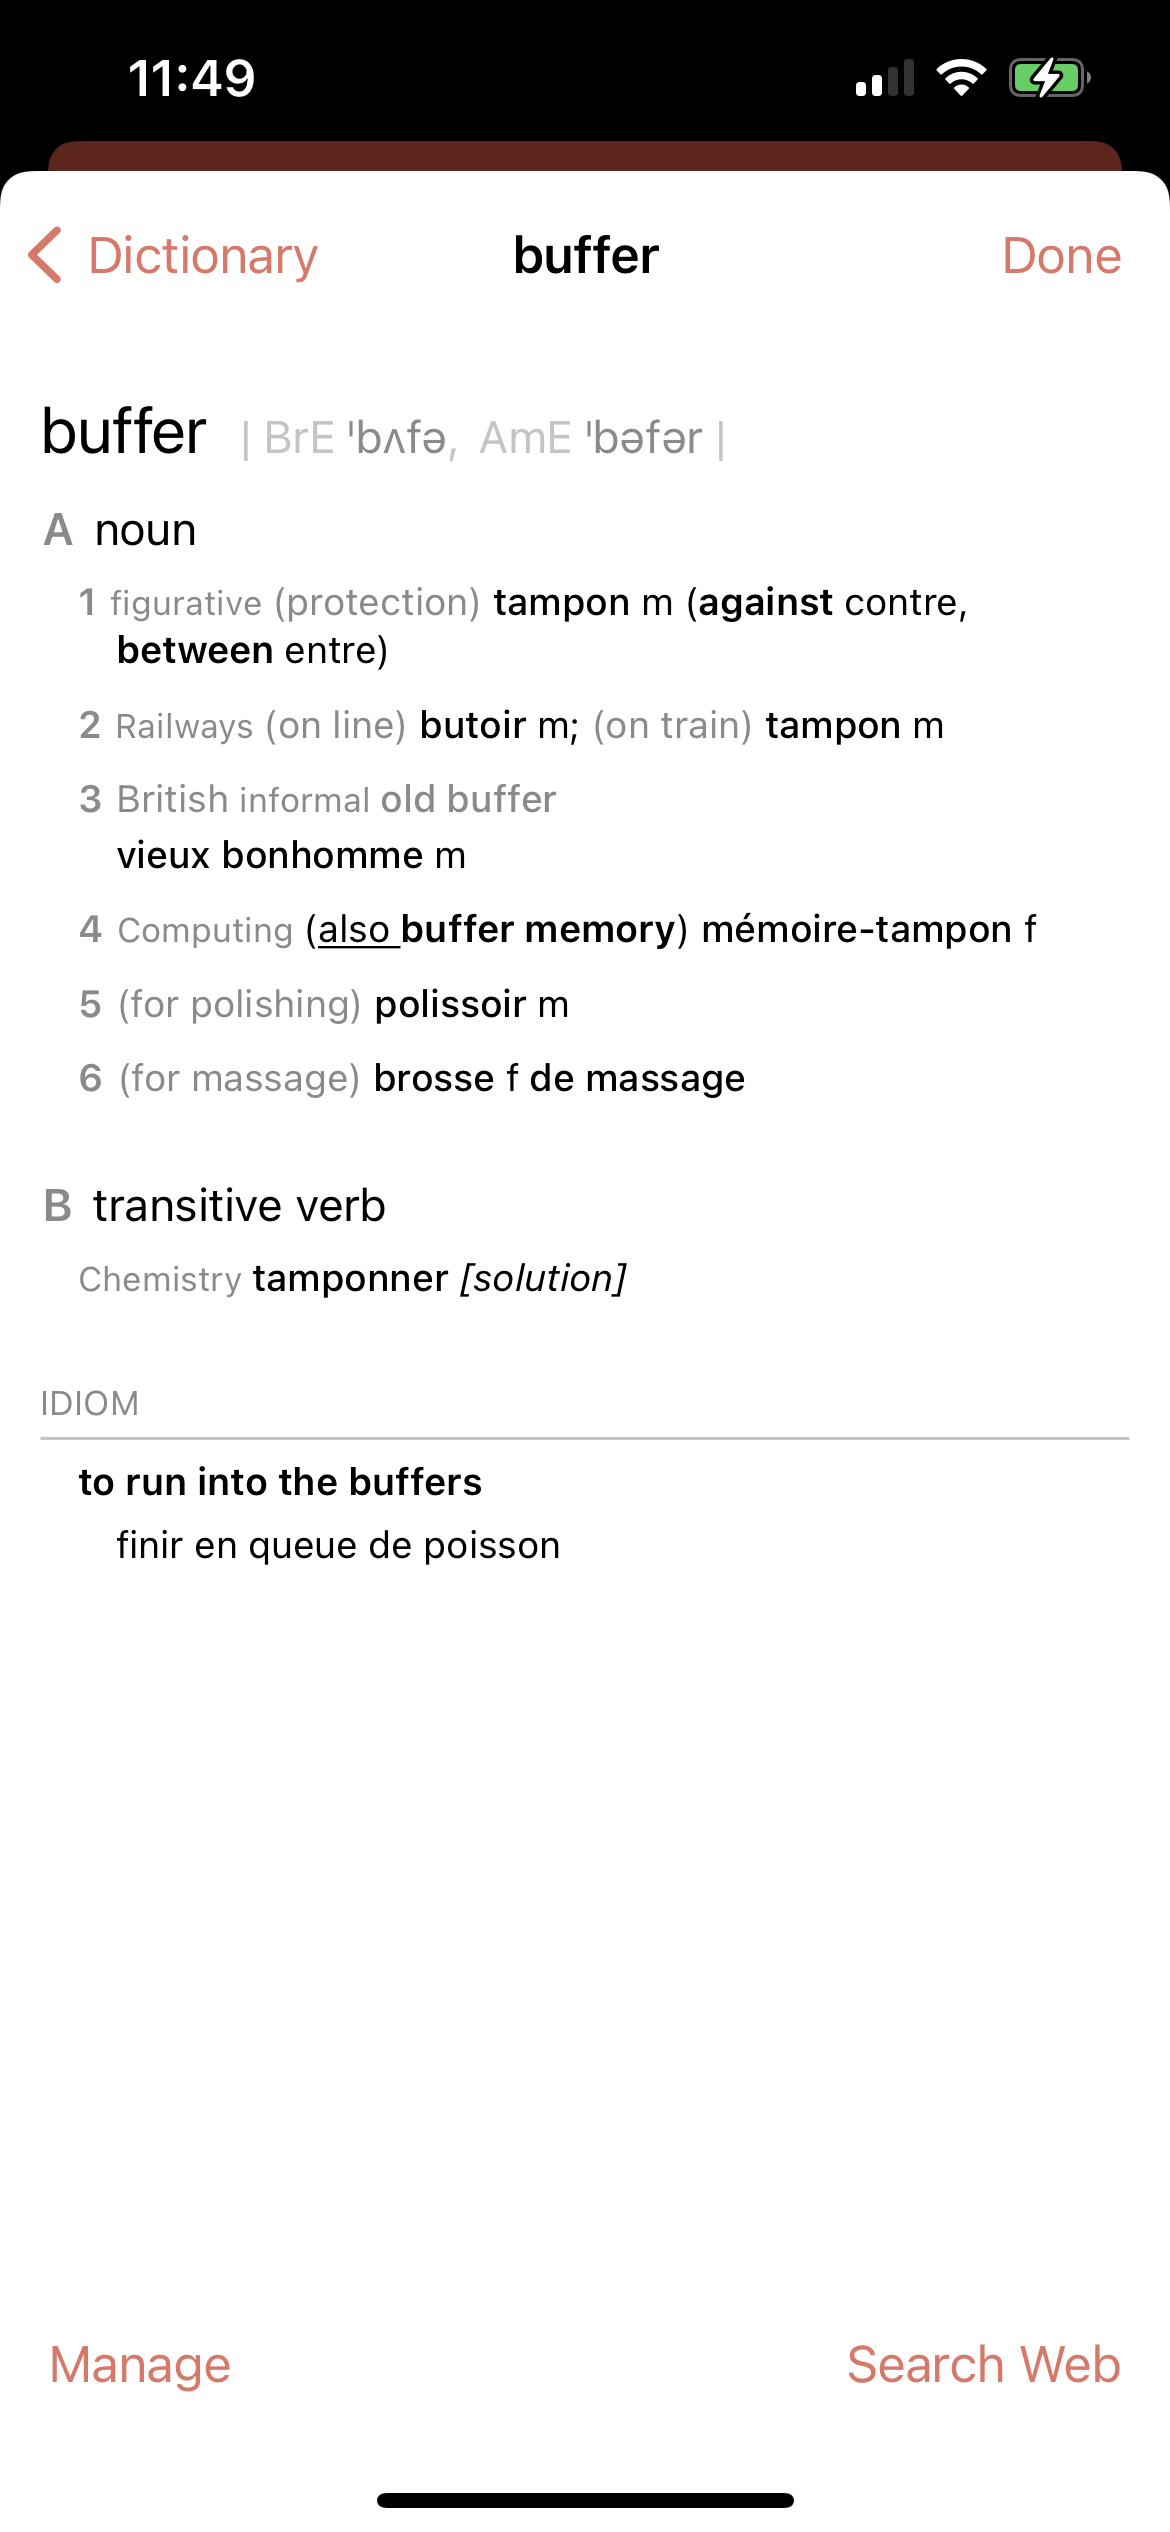 11:49
Dictionary buffer Done
buffer | BrE ˈbʌfə, AmE ˈbəfər |
A noun
1 figurative (protection) tampon m (against contre,
between entre)
2 Railways (on line) butoir m; (on train) tampon m
3 British informal old buffer
vieux bonhomme m
4 Computing (also buffer memory) mémoire-tampon f
5 (for polishing) polissoir m
6 (for massage) brosse f de massage
B transitive verb
Chemistry tamponner [solution]
IDIOM
to run into the buffers
finir en queue de poisson
Manage Search Web